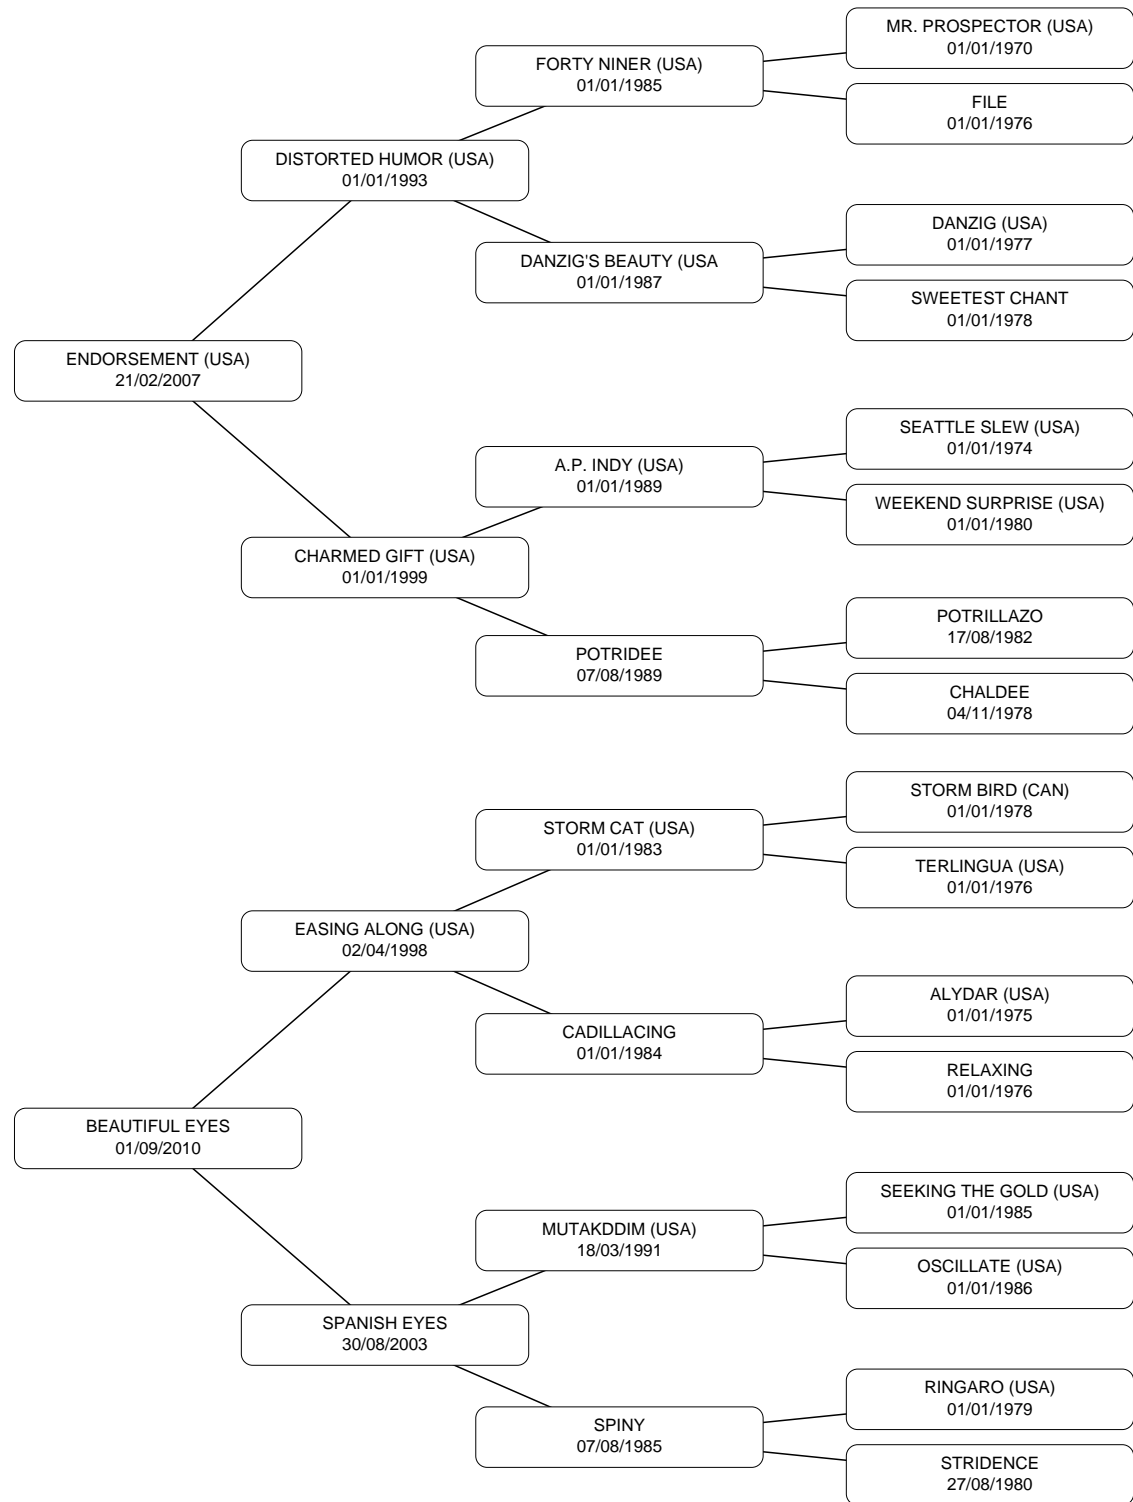 MR. PROSPECTOR (USA)
01/01/1970
FORTY NINER (USA)
01/01/1985
FILE
01/01/1976
DISTORTED HUMOR (USA)
01/01/1993
DANZIG (USA)
01/01/1977
DANZIG'S BEAUTY (USA
01/01/1987
SWEETEST CHANT
01/01/1978
ENDORSEMENT (USA)
21/02/2007
SEATTLE SLEW (USA)
01/01/1974
A.P. INDY (USA)
01/01/1989
WEEKEND SURPRISE (USA)
01/01/1980
CHARMED GIFT (USA)
01/01/1999
POTRILLAZO
17/08/1982
POTRIDEE
07/08/1989
CHALDEE
04/11/1978
STORM BIRD (CAN)
01/01/1978
STORM CAT (USA)
01/01/1983
TERLINGUA (USA)
01/01/1976
EASING ALONG (USA)
02/04/1998
ALYDAR (USA)
01/01/1975
CADILLACING
01/01/1984
RELAXING
01/01/1976
BEAUTIFUL EYES
01/09/2010
SEEKING THE GOLD (USA)
01/01/1985
MUTAKDDIM (USA)
18/03/1991
OSCILLATE (USA)
01/01/1986
SPANISH EYES
30/08/2003
RINGARO (USA)
01/01/1979
SPINY
07/08/1985
STRIDENCE
27/08/1980